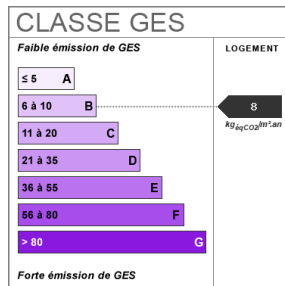 CLASSE GES
Faible émission de GES
LOGEMENT
≤ 5 A
6 à 10 B
8
kgéqCO2/m².an
11 à 20 C
21 à 35 D
36 à 55 E
56 à 80 F
> 80 G
Forte émission de GES